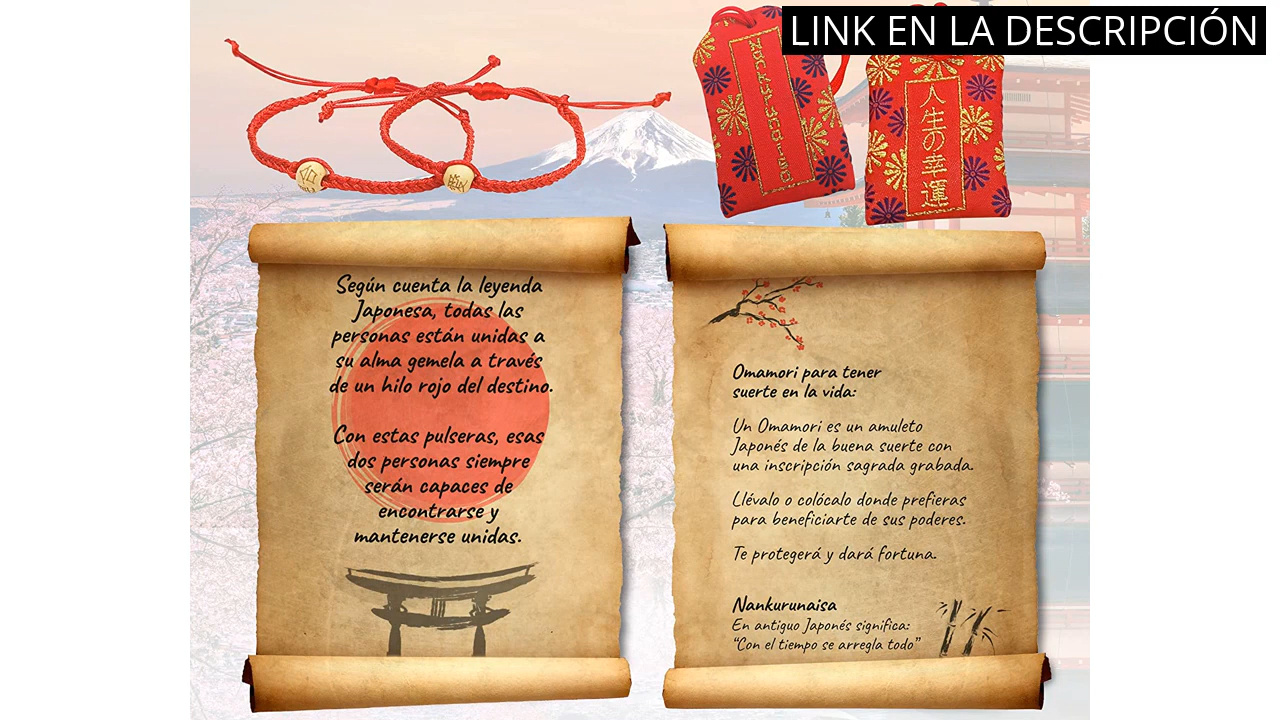 LINK EN LA DESCRIPCIÓN
Nankurunaisa
人生の幸運
Según cuenta la leyenda
Japonesa, todas las
personas están unidas a
su alma gemela a través
de un hilo rojo del destino.
Con estas pulseras, esas
dos personas siempre
serán capaces de
encontrarse y
mantenerse unidas.
Omamori para tener
suerte en la vida:
Un Omamori es un amuleto
Japonés de la buena suerte con
una inscripción sagrada grabada.
Llévalo o colócalo donde prefieras
para beneficiarte de sus poderes.
Te protegerá y dará fortuna.
Nankurunaisa
En antiguo Japonés significa:
“Con el tiempo se arregla todo”